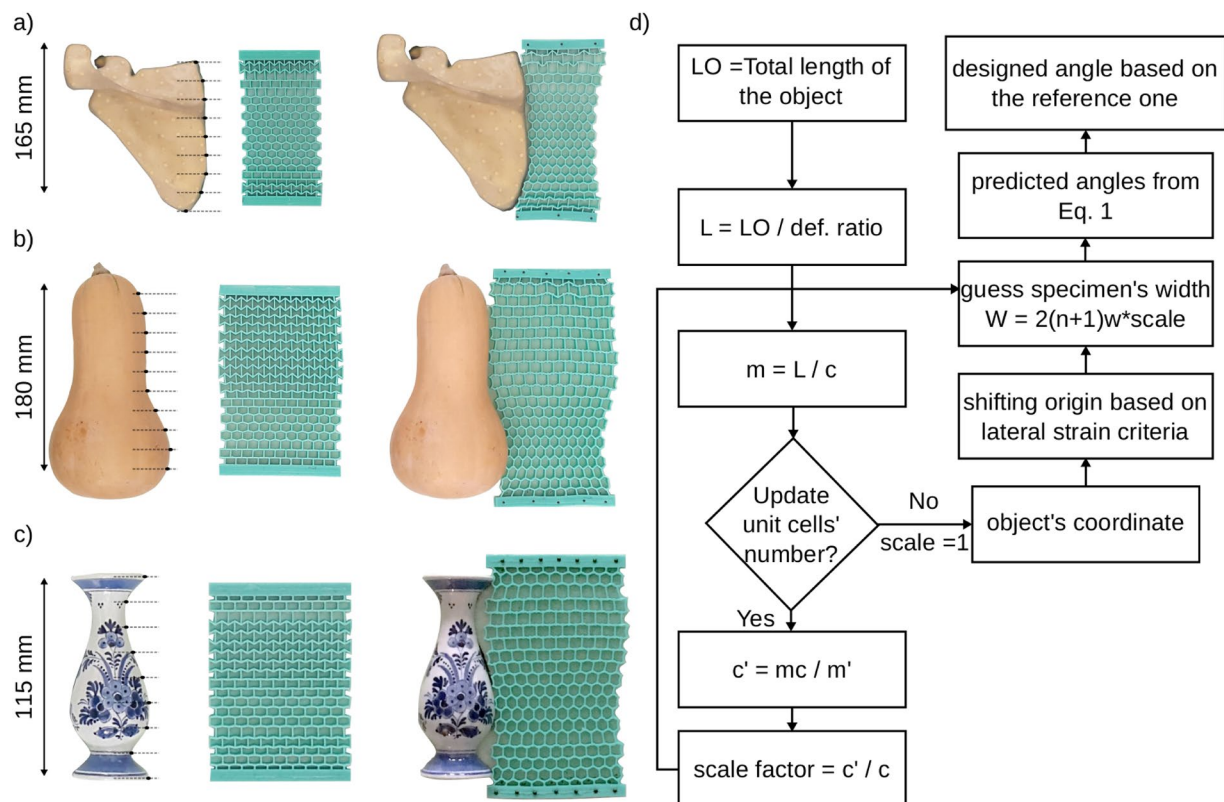 a)
165 mm
b)
180 mm
c)
115 mm
d)
LO =Total length of
the object
L = LO / def. ratio
m = L / c
Update
unit cells'
number?
No
scale =1
Yes
c' = mc / m'
scale factor = c' / c
designed angle based on
the reference one
predicted angles from
Eq. 1
guess specimen's width
W = 2(n+1)w*scale
shifting origin based on
lateral strain criteria
object's coordinate